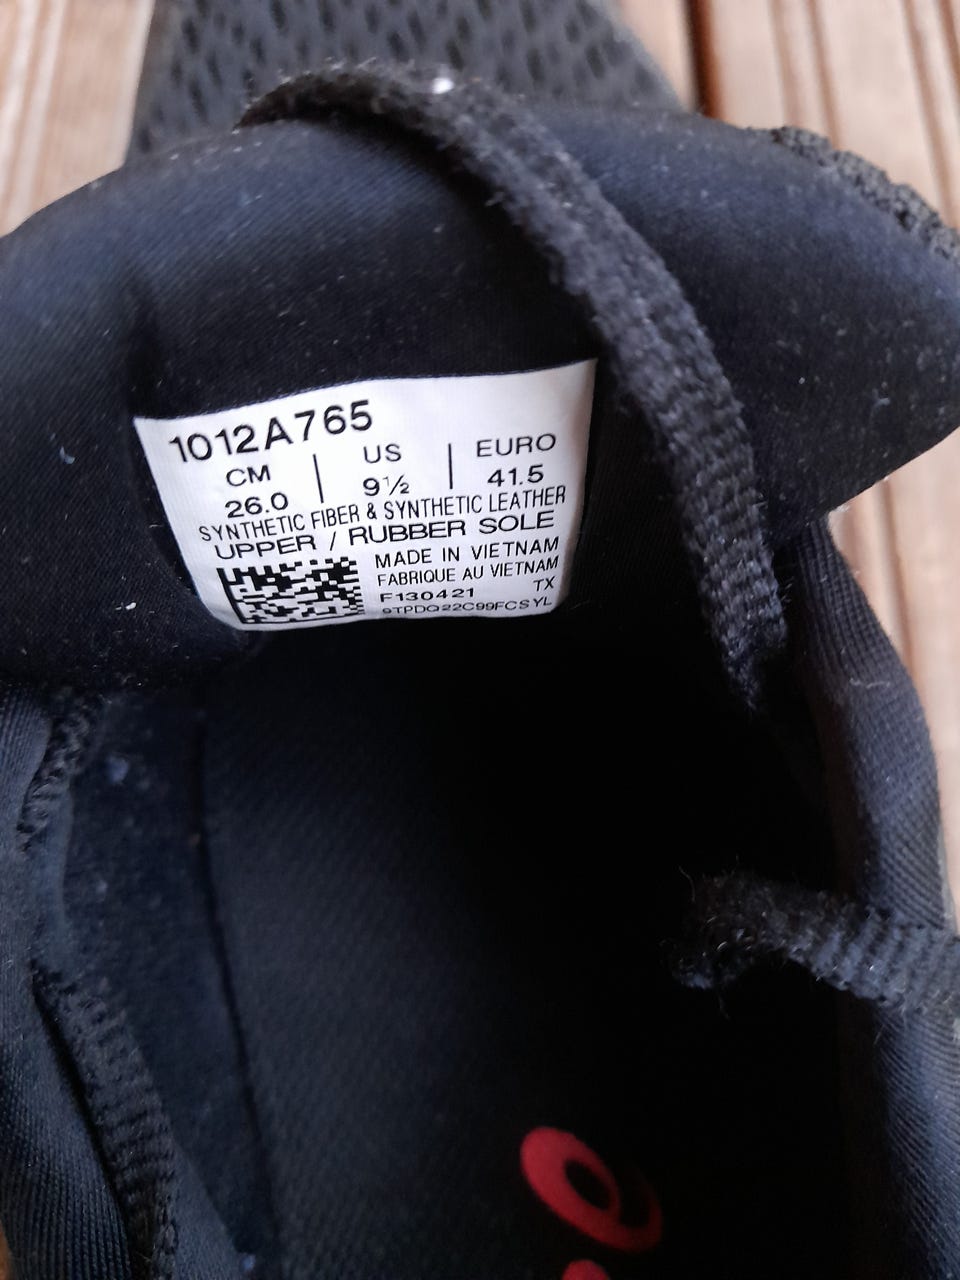 1012A765
CM | US | EURO
26.0 | 9½ | 41.5
SYNTHETIC FIBER & SYNTHETIC LEATHER
UPPER / RUBBER SOLE
MADE IN VIETNAM
FABRIQUE AU VIETNAM
F130421 TX
9TPDQ22C99FCSYL